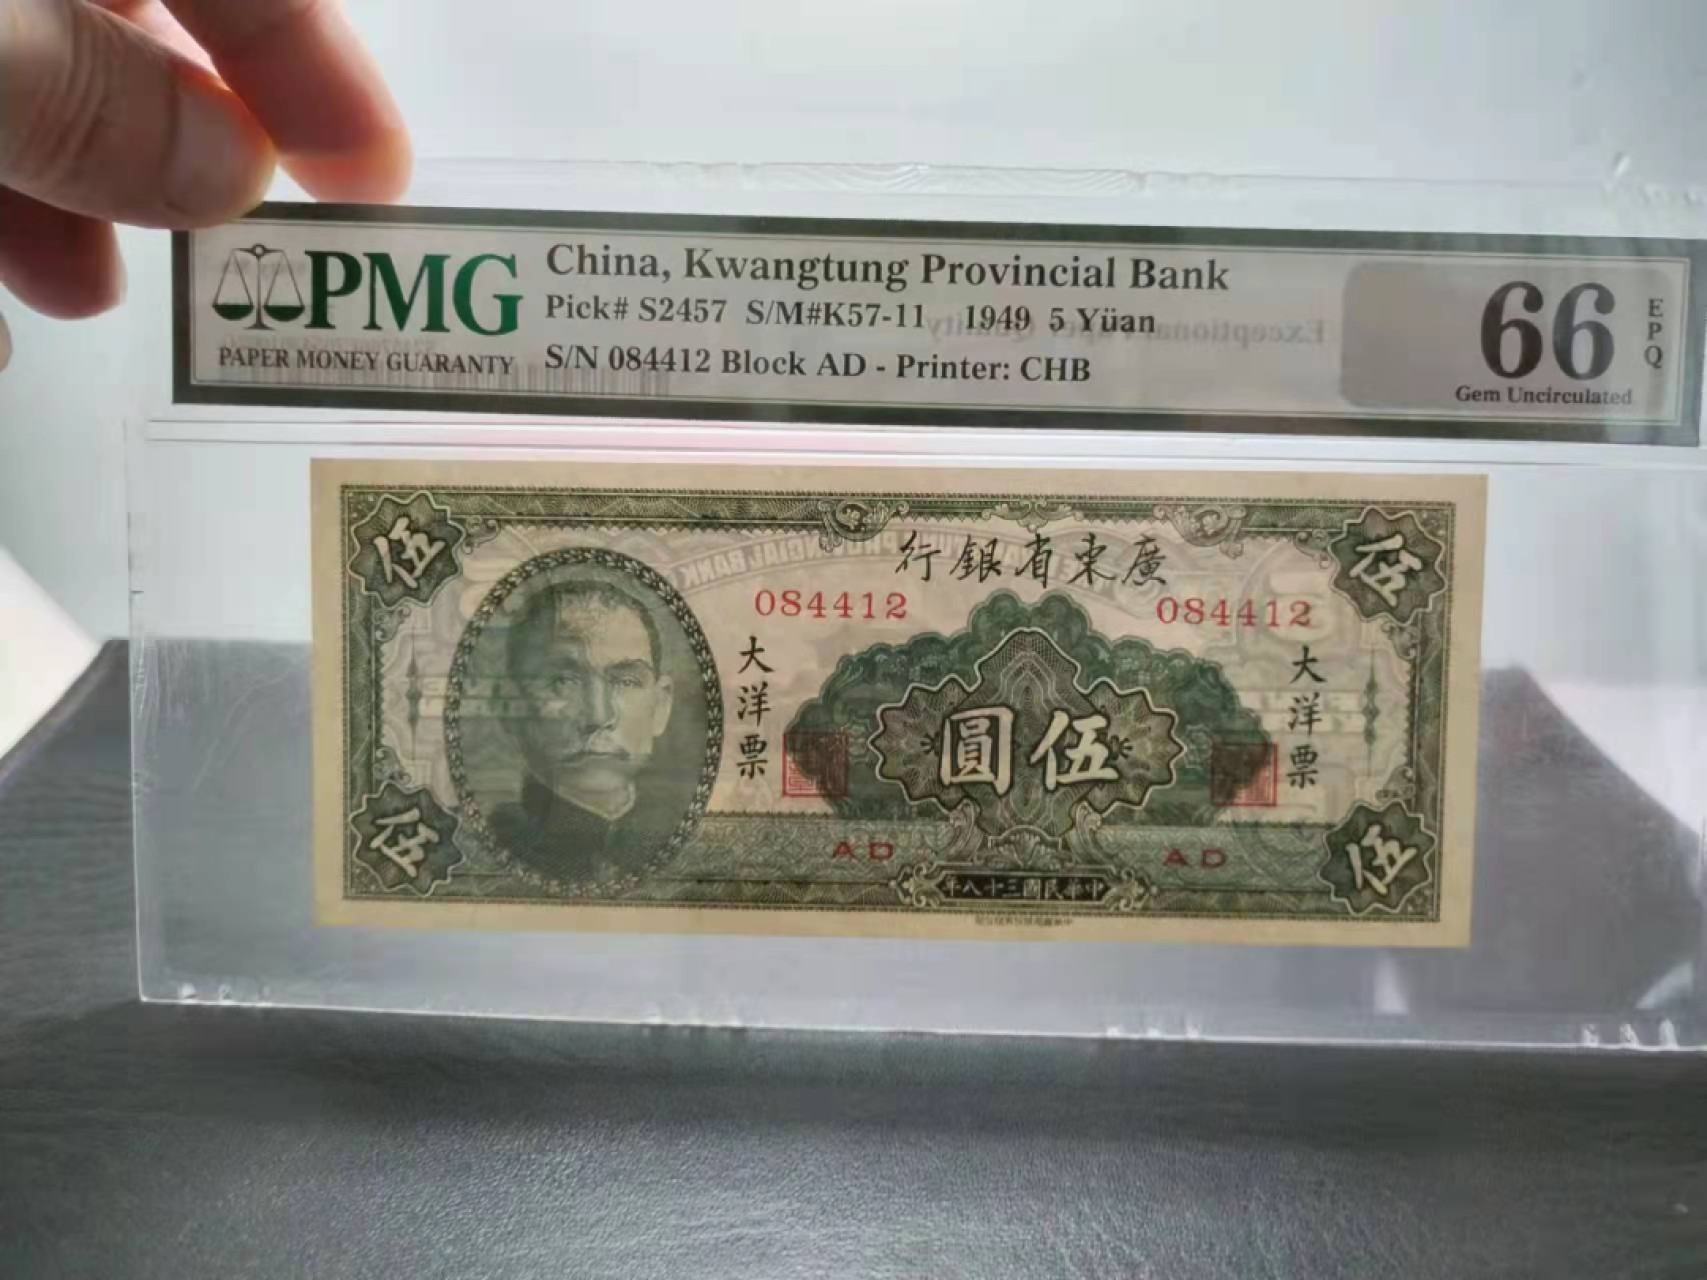 PMG
PAPER MONEY GUARANTY
China, Kwangtung Provincial Bank
Pick# S2457 S/M#K57-11 1949 5 Yüan
S/N 084412 Block AD - Printer: CHB
66
EPQ
Gem Uncirculated
伍
伍
行銀省東廣
084412
084412
大洋票
大洋票
圓伍
AD
AD
伍
伍
年八十三國民華中